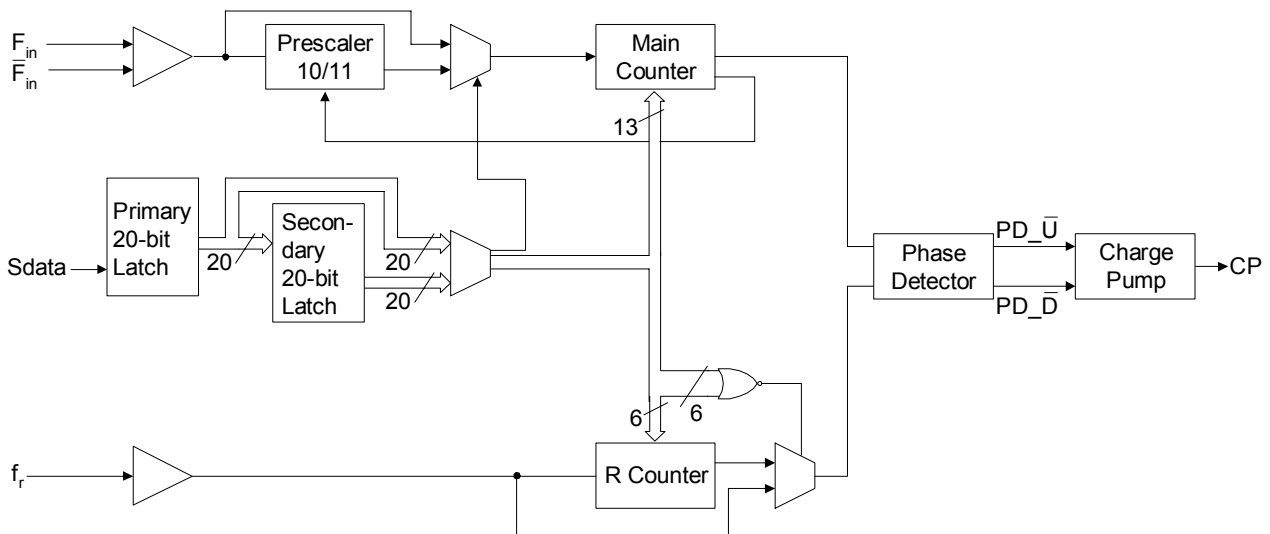 F_in
F̅_in
Prescaler
10/11
Main
Counter
13
Primary
20-bit
Latch
Sdata
20
Secon-
dary
20-bit
Latch
20
20
Phase
Detector
PD_U̅
PD_D̅
Charge
Pump
CP
6
6
f_r
R Counter